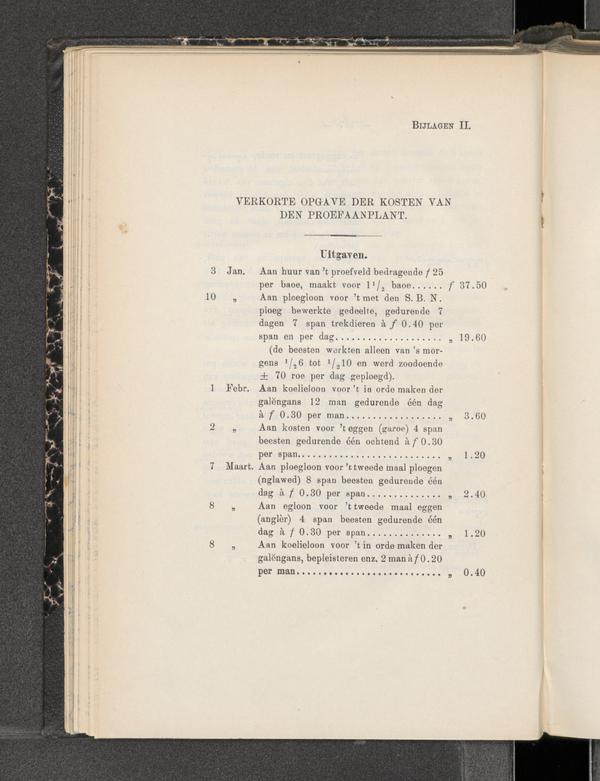 BIJLAGEN II.
VERKORTE OPGAVE DER KOSTEN VAN
DEN PROEFAANPLANT.
Uitgaven.
3 Jan. Aan huur van 't proefveld bedragende ƒ 25
per baoe, maakt voor 1 1/2 baoe...... ƒ 37.50
10 „ Aan ploegloon voor 't met den S. B. N.
ploeg bewerkte gedeelte, gedurende 7
dagen 7 span trekdieren à ƒ 0.40 per
span en per dag.................... „ 19.60
(de beesten werkten alleen van 's mor-
gens 1/2 6 tot 1/2 10 en werd zoodoende
± 70 roe per dag geploegd).
1 Febr. Aan koelieloon voor 't in orde maken der
galëngans 12 man gedurende één dag
à ƒ 0.30 per man.................. „ 3.60
2 „ Aan kosten voor 't eggen (garoe) 4 span
beesten gedurende één ochtend à ƒ 0.30
per span........................... „ 1.20
7 Maart. Aan ploegloon voor 't tweede maal ploegen
(nglawed) 8 span beesten gedurende één
dag à ƒ 0.30 per span.............. „ 2.40
8 „ Aan egloon voor 't tweede maal eggen
(anglèr) 4 span beesten gedurende één
dag à ƒ 0.30 per span.............. „ 1.20
8 „ Aan koelieloon voor 't in orde maken der
galëngans, bepleisteren enz. 2 man à ƒ 0.20
per man........................... „ 0.40